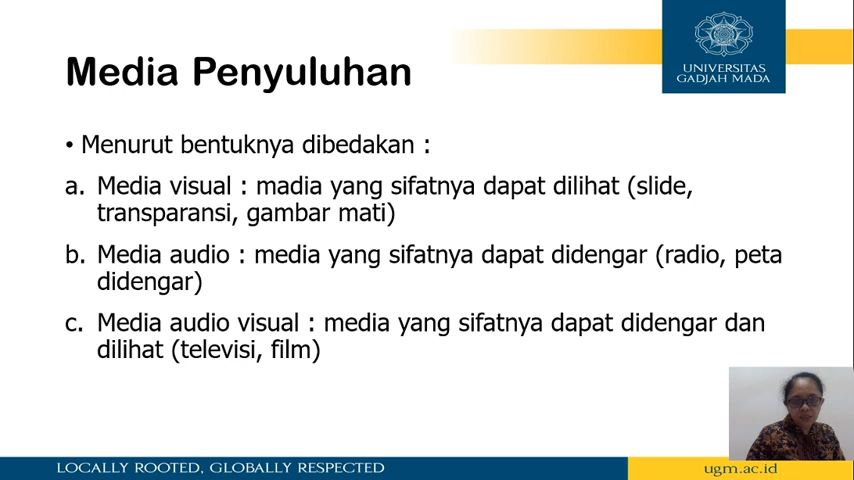 UNIVERSITAS
GADJAH MADA
Media Penyuluhan
• Menurut bentuknya dibedakan :
a. Media visual : madia yang sifatnya dapat dilihat (slide,
transparansi, gambar mati)
b. Media audio : media yang sifatnya dapat didengar (radio, peta
didengar)
c. Media audio visual : media yang sifatnya dapat didengar dan
dilihat (televisi, film)
LOCALLY ROOTED, GLOBALLY RESPECTED
ugm.ac.id